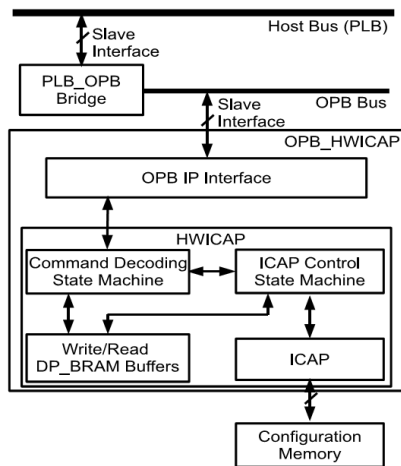 Host Bus (PLB)
Slave
Interface
PLB_OPB
Bridge
OPB Bus
Slave
Interface
OPB_HWICAP
OPB IP Interface
HWICAP
Command Decoding
State Machine
ICAP Control
State Machine
Write/Read
DP_BRAM Buffers
ICAP
Configuration
Memory